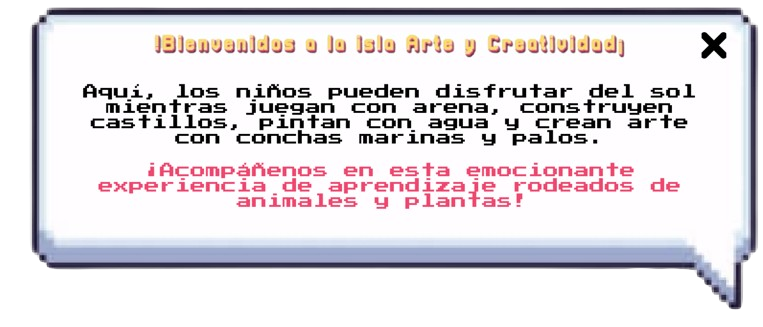 !Bienvenidos a la Isla Arte y Creatividad¡
Aquí, los niños pueden disfrutar del sol
mientras juegan con arena, construyen
castillos, pintan con agua y crean arte
con conchas marinas y palos.
¡Acompáñenos en esta emocionante
experiencia de aprendizaje rodeados de
animales y plantas!